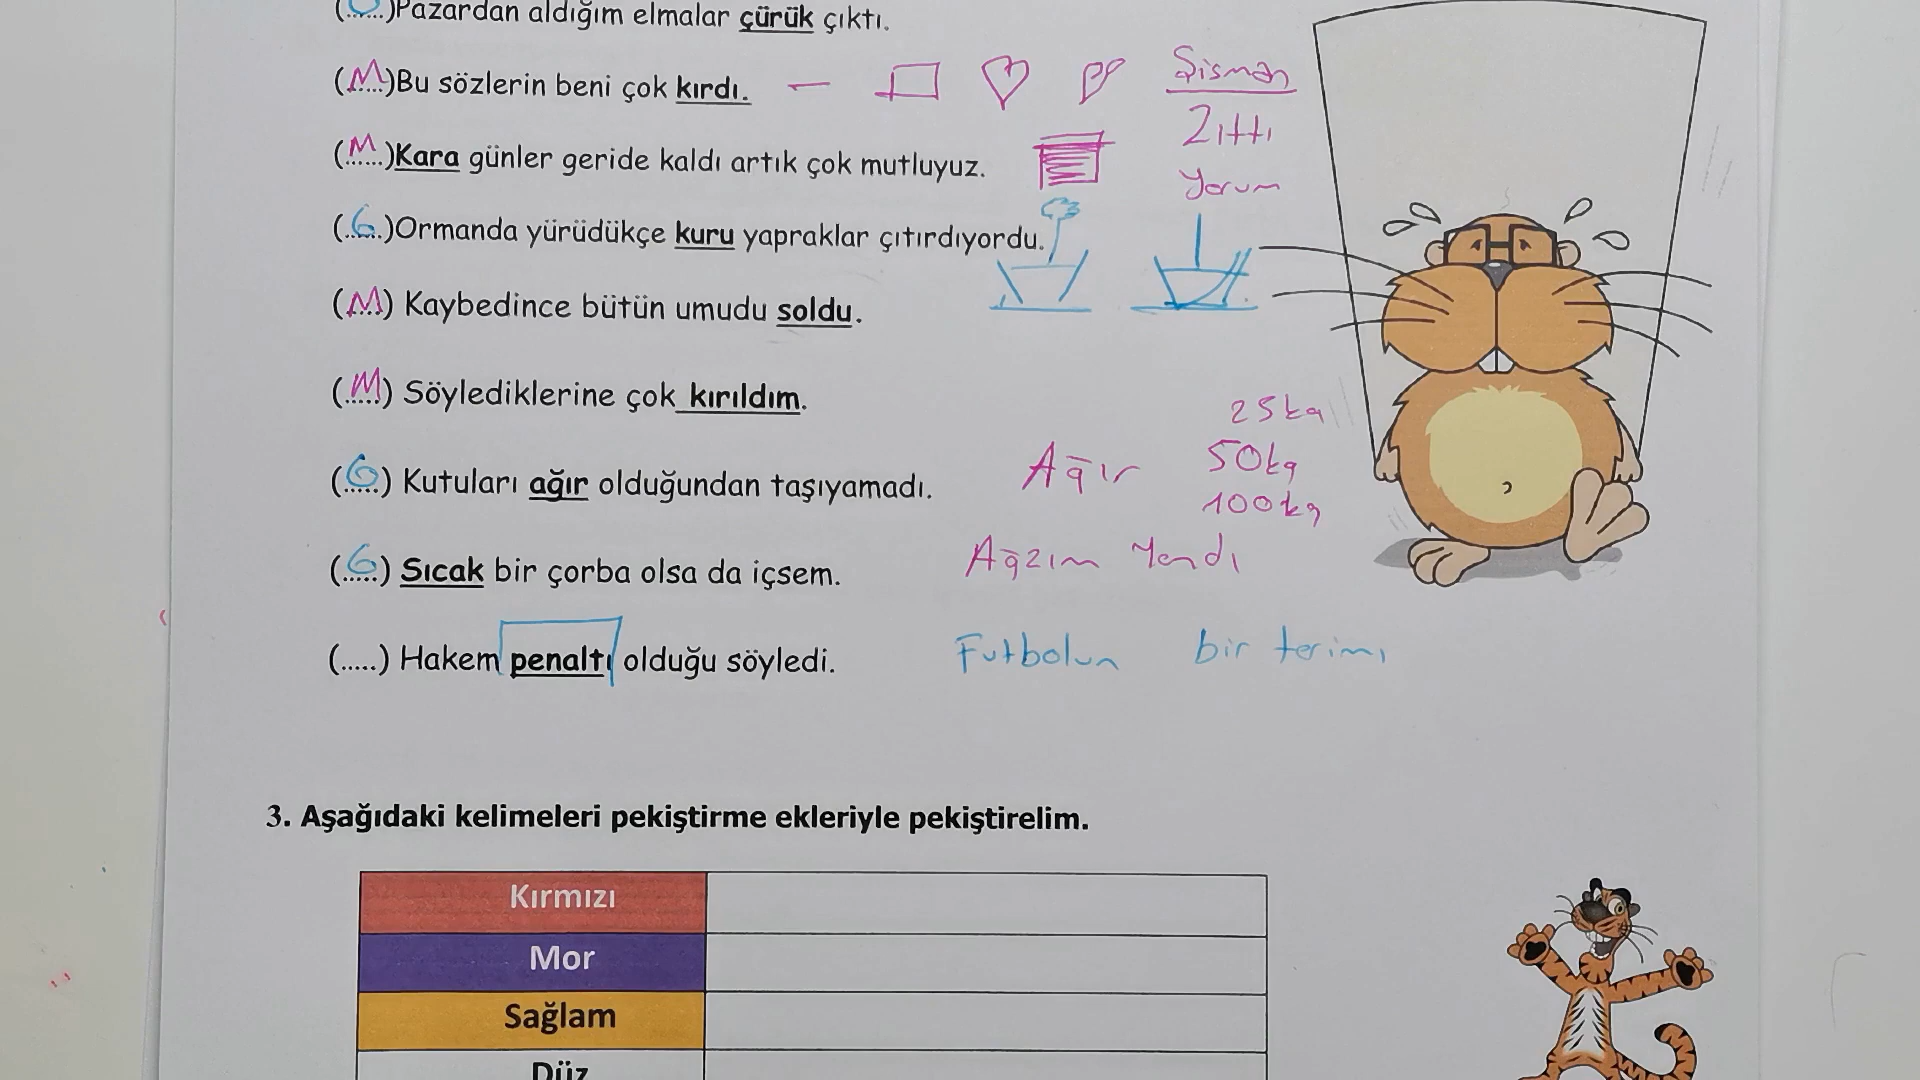 (......)Pazardan aldığım elmalar çürük çıktı.
(M)Bu sözlerin beni çok kırdı. Şişman
Zıttı
(M)Kara günler geride kaldı artık çok mutluyuz. Yorum
(G)Ormanda yürüdükçe kuru yapraklar çıtırdıyordu.
(M) Kaybedince bütün umudu soldu.
(M) Söylediklerine çok kırıldım. 25kg
(G) Kutuları ağır olduğundan taşıyamadı. Ağır 50kg
100kg
(G) Sıcak bir çorba olsa da içsem. Ağzım Yandı
(.....) Hakem penaltı olduğu söyledi. Futbolun bir terimi
3. Aşağıdaki kelimeleri pekiştirme ekleriyle pekiştirelim.
Kırmızı
Mor
Sağlam
Düz